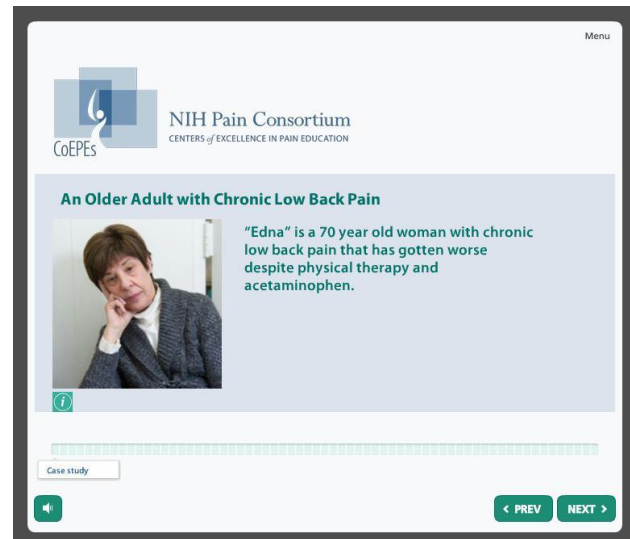 Menu
CoEPEs
NIH Pain Consortium
CENTERS of EXCELLENCE IN PAIN EDUCATION
An Older Adult with Chronic Low Back Pain
“Edna” is a 70 year old woman with chronic
low back pain that has gotten worse
despite physical therapy and
acetaminophen.
i
Case study
< PREV
NEXT >